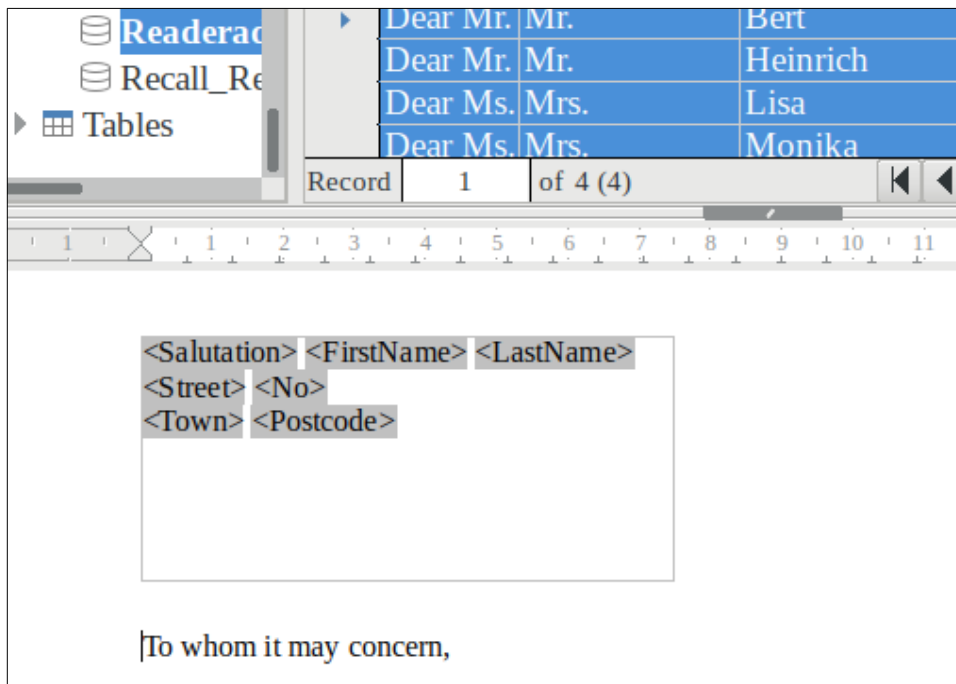 Readerad
Recall_Re
Tables
Dear Mr. Mr. Bert
Dear Mr. Mr. Heinrich
Dear Ms. Mrs. Lisa
Dear Ms. Mrs. Monika
Record 1 of 4 (4)
1 1 2 3 4 5 6 7 8 9 10 11
<Salutation> <FirstName> <LastName>
<Street> <No>
<Town> <Postcode>
To whom it may concern,